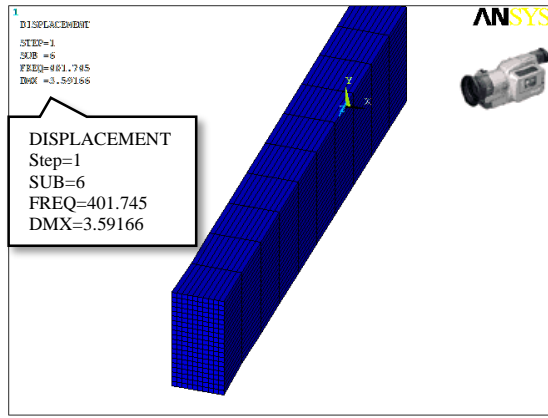 1
DISPLACEMENT
STEP=1
SUB =6
FREQ=401.745
DMX =3.59166
ANSYS
Y
X
Z
DISPLACEMENT
Step=1
SUB=6
FREQ=401.745
DMX=3.59166